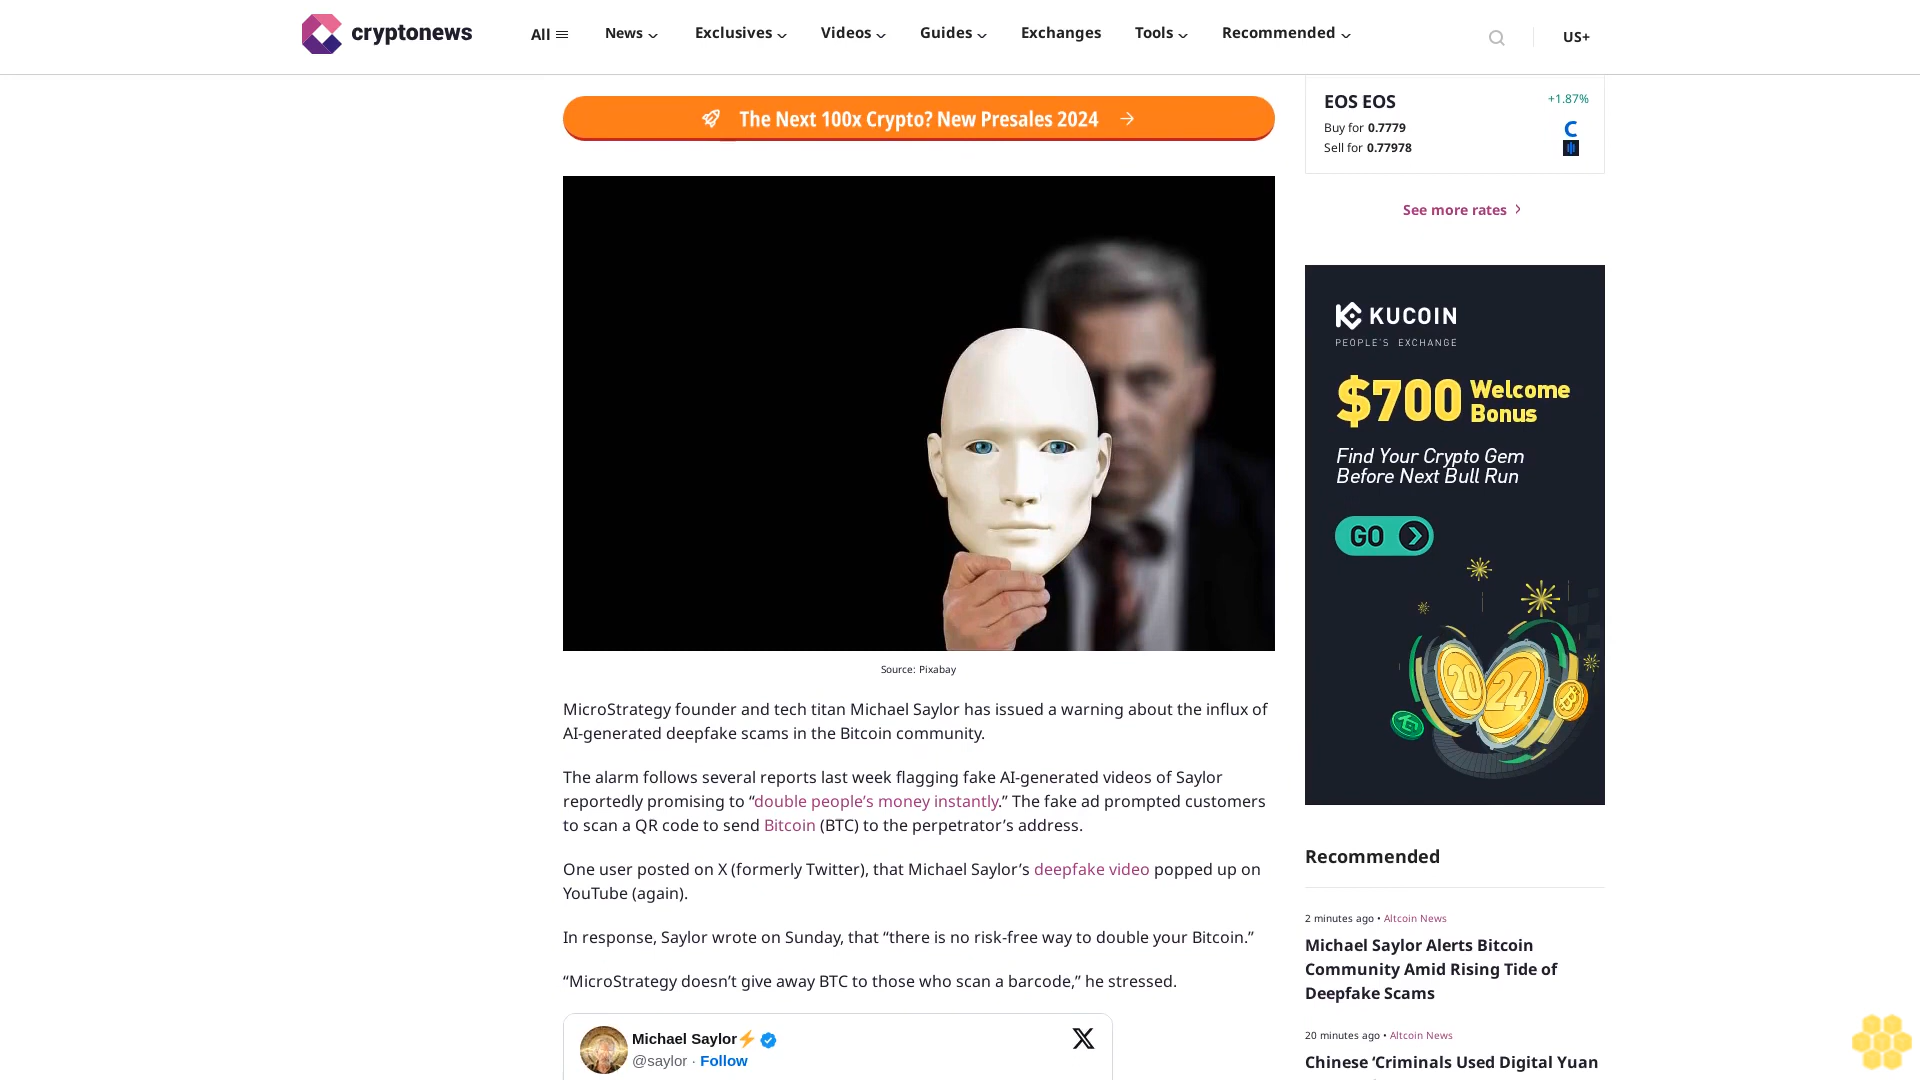 cryptonews
All
News
Exclusives
Videos
Guides
Exchanges
Tools
Recommended
US+
The Next 100x Crypto? New Presales 2024
Source: Pixabay
MicroStrategy founder and tech titan Michael Saylor has issued a warning about the influx of
AI-generated deepfake scams in the Bitcoin community.
The alarm follows several reports last week flagging fake AI-generated videos of Saylor
reportedly promising to “double people’s money instantly.” The fake ad prompted customers
to scan a QR code to send Bitcoin (BTC) to the perpetrator’s address.
One user posted on X (formerly Twitter), that Michael Saylor’s deepfake video popped up on
YouTube (again).
In response, Saylor wrote on Sunday, that “there is no risk-free way to double your Bitcoin.”
“MicroStrategy doesn’t give away BTC to those who scan a barcode,” he stressed.
Michael Saylor⚡
@saylor · Follow
EOS EOS
+1.87%
Buy for 0.7779
Sell for 0.77978
See more rates
KUCOIN
PEOPLE'S EXCHANGE
$700 Welcome
Bonus
Find Your Crypto Gem
Before Next Bull Run
GO
2024
Recommended
2 minutes ago • Altcoin News
Michael Saylor Alerts Bitcoin
Community Amid Rising Tide of
Deepfake Scams
20 minutes ago • Altcoin News
Chinese ‘Criminals Used Digital Yuan